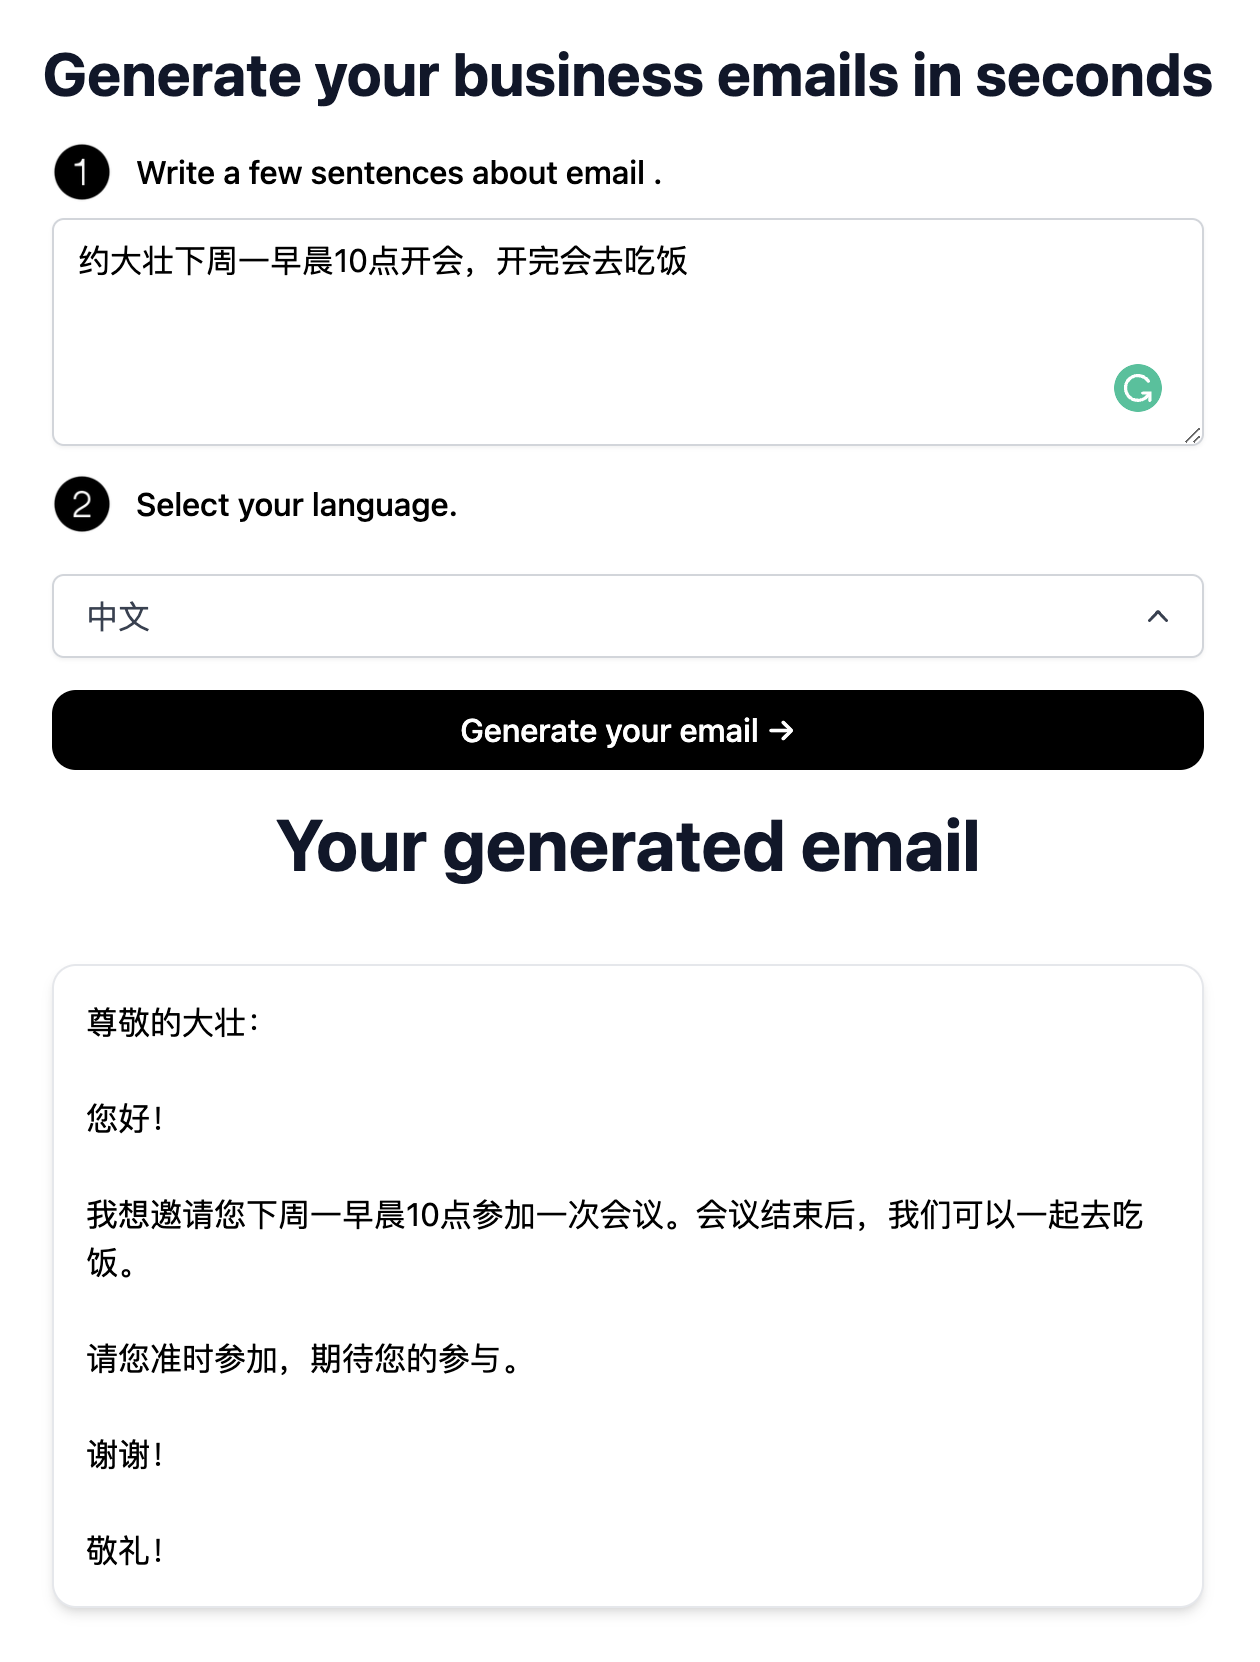 Generate your business emails in seconds
1 Write a few sentences about email .
约大壮下周一早晨10点开会，开完会去吃饭
2 Select your language.
中文
Generate your email →
Your generated email
尊敬的大壮：
您好！
我想邀请您下周一早晨10点参加一次会议。会议结束后，我们可以一起去吃
饭。
请您准时参加，期待您的参与。
谢谢！
敬礼！